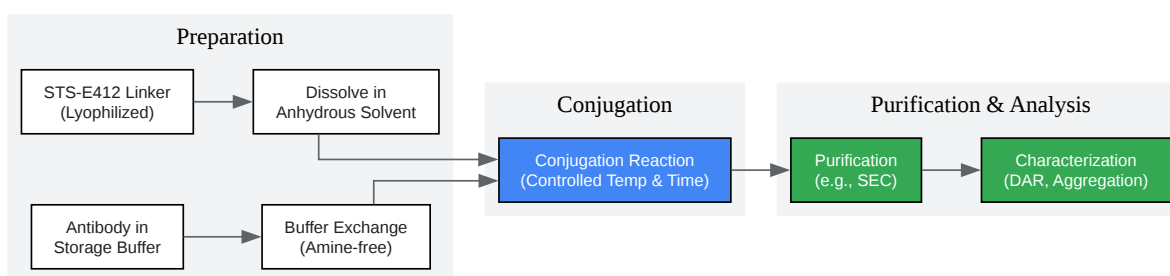 Preparation
STS-E412 Linker
(Lyophilized)
Dissolve in
Anhydrous Solvent
Antibody in
Storage Buffer
Buffer Exchange
(Amine-free)
Conjugation
Conjugation Reaction
(Controlled Temp & Time)
Purification & Analysis
Purification
(e.g., SEC)
Characterization
(DAR, Aggregation)